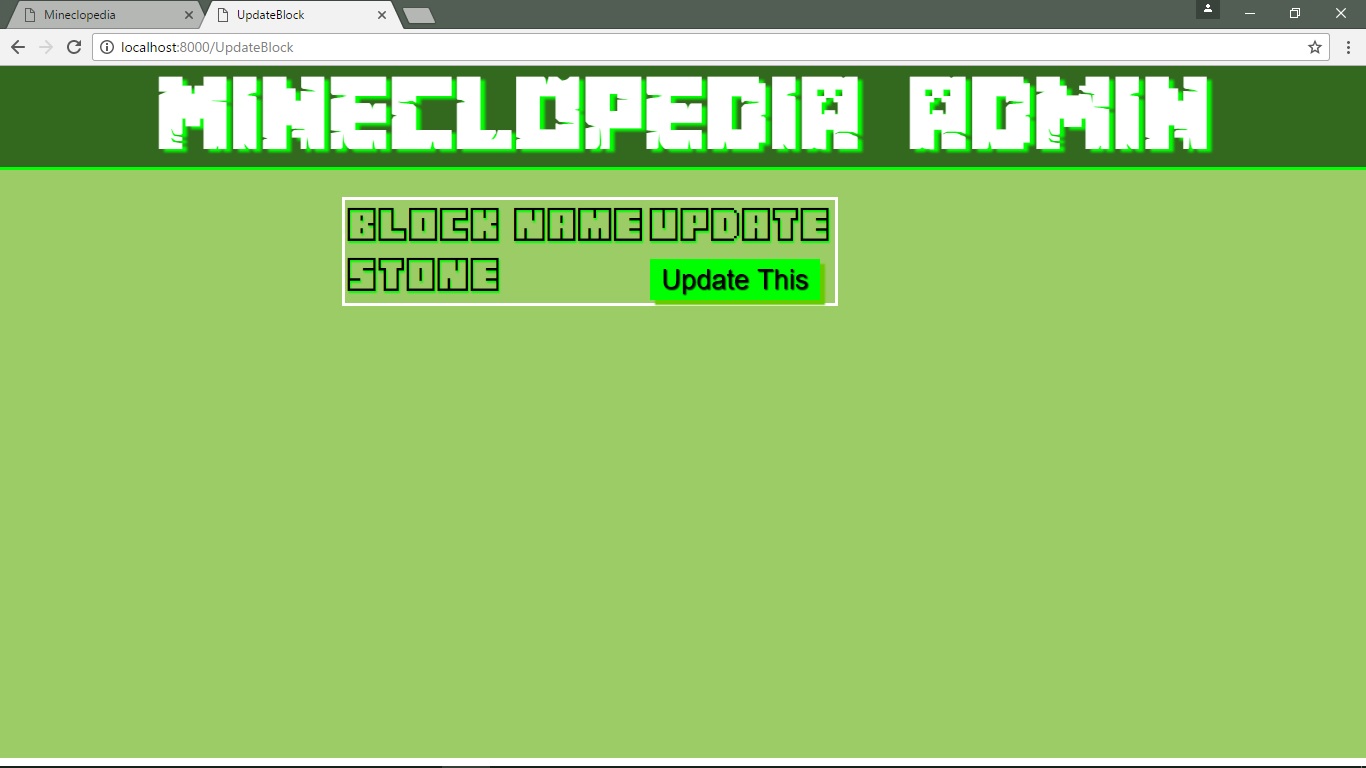 Mineclopedia
UpdateBlock
localhost:8000/UpdateBlock
MINECLOPEDIA ADMIN
BLOCK NAME UPDATE
STONE Update This